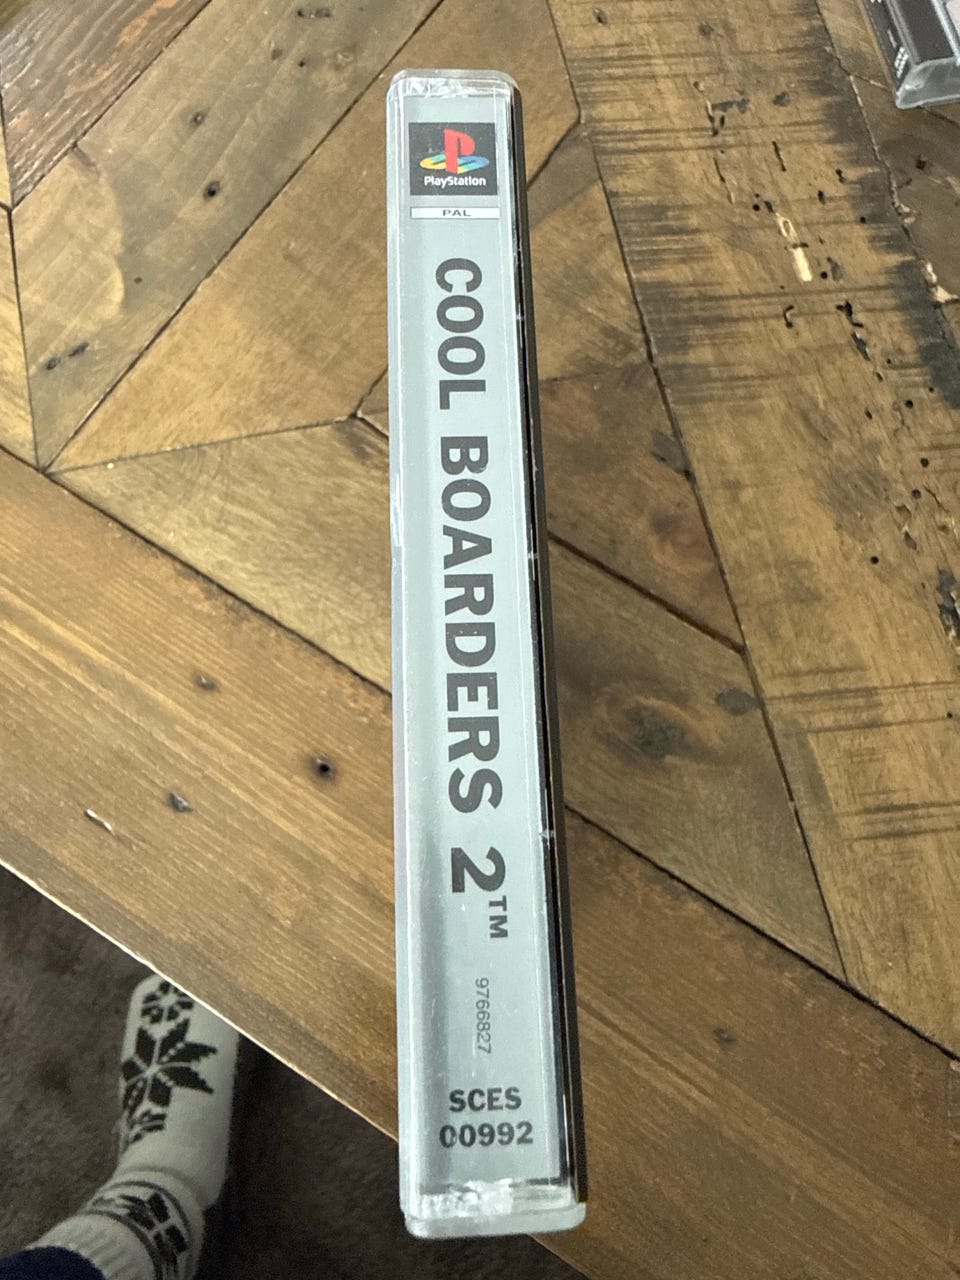 PlayStation
PAL
COOL BOARDERS 2™
9766827
SCES
00992